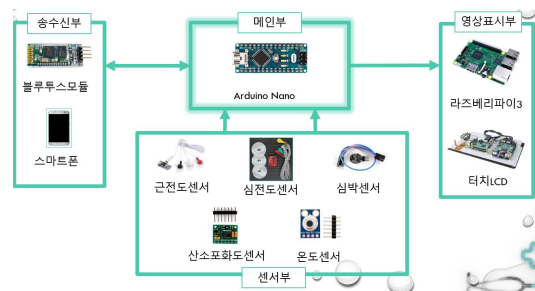 송수신부
메인부
영상표시부
블루투스모듈
스마트폰
Arduino Nano
라즈베리파이3
터치LCD
근전도센서
심전도센서
심박센서
산소포화도센서
온도센서
센서부